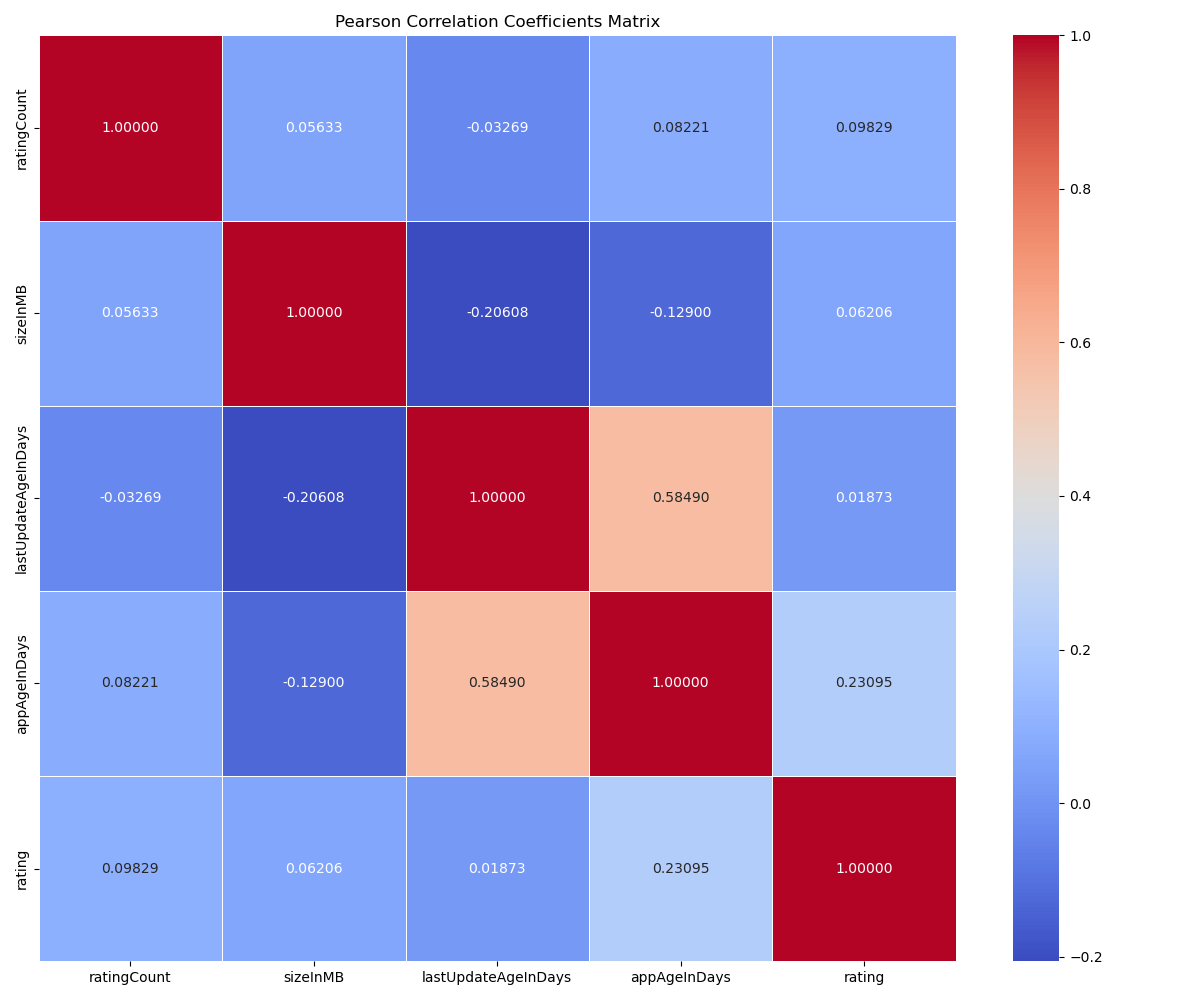 Pearson Correlation Coefficients Matrix
ratingCount 1.00000 0.05633 -0.03269 0.08221 0.09829
sizeInMB 0.05633 1.00000 -0.20608 -0.12900 0.06206
lastUpdateAgeInDays -0.03269 -0.20608 1.00000 0.58490 0.01873
appAgeInDays 0.08221 -0.12900 0.58490 1.00000 0.23095
rating 0.09829 0.06206 0.01873 0.23095 1.00000
ratingCount sizeInMB lastUpdateAgeInDays appAgeInDays rating
1.0
0.8
0.6
0.4
0.2
0.0
−0.2